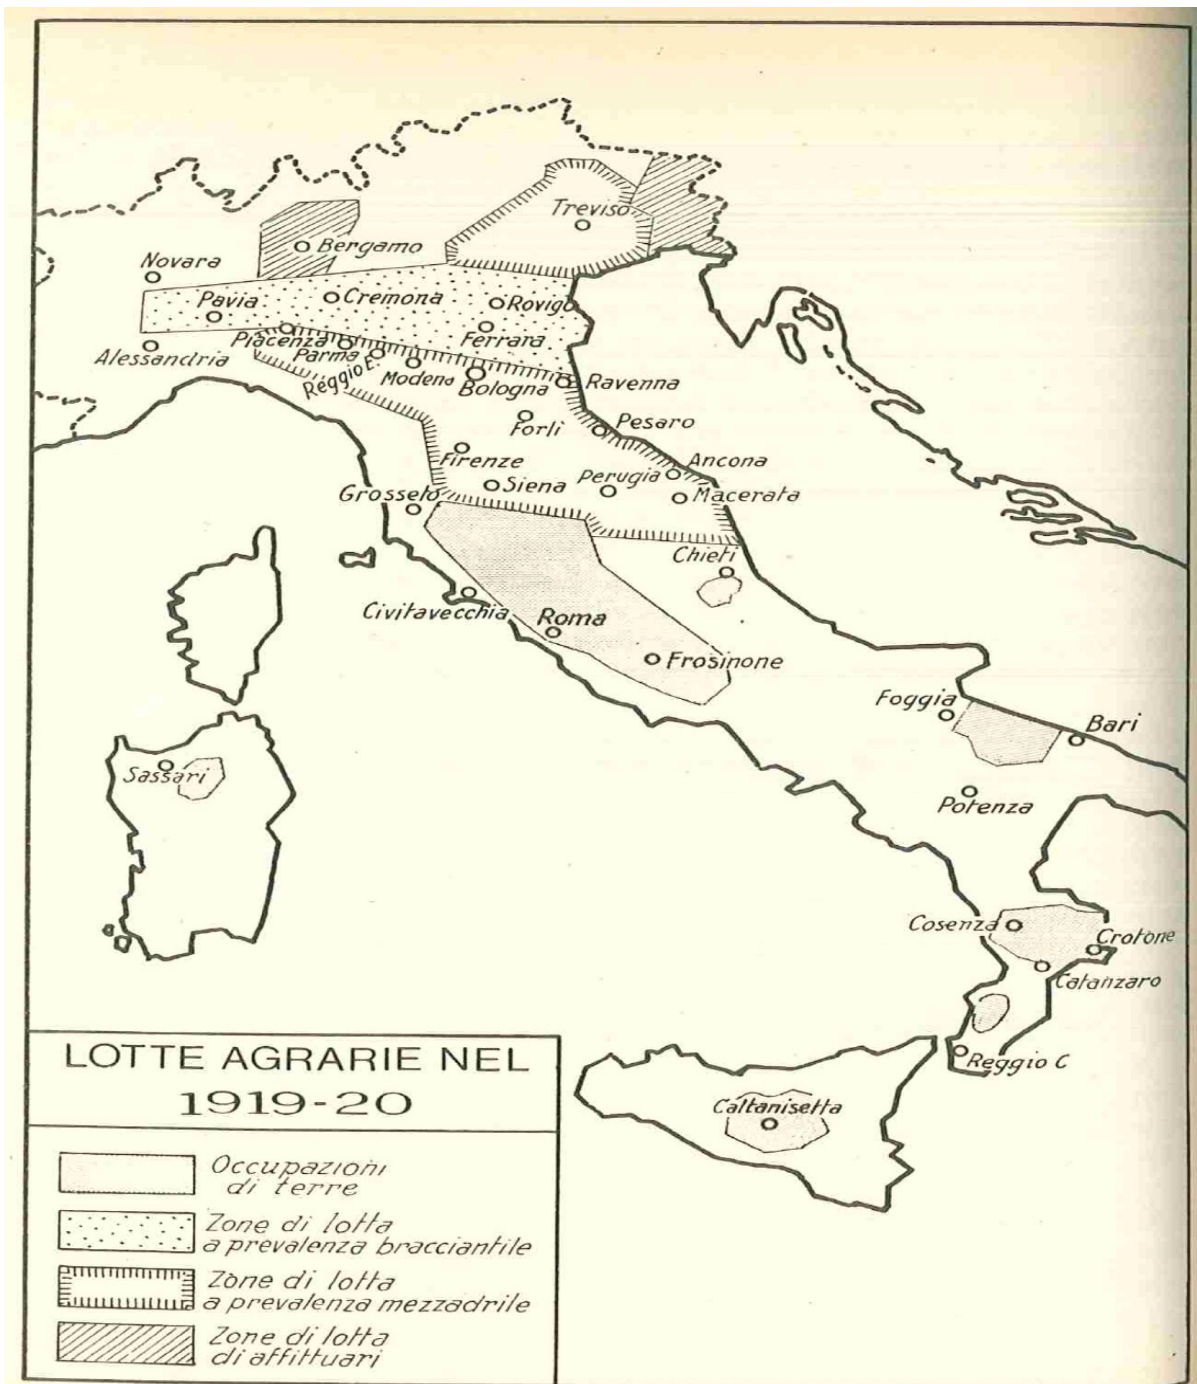 Treviso
Bergamo
Novara
Cremona
Rovigo
Pavia
Ferrara
Piacenza
Alessandria
Parma
Reggio E.
Modena
Bologna
Ravenna
Forlì
Pesaro
Firenze
Ancona
Perugia
Siena
Macerata
Grosseto
Chieti
Civitavecchia
Roma
Frosinone
Foggia
Bari
Sassari
Potenza
Cosenza
Crotone
Catanzaro
Reggio C
Caltanisetta
LOTTE AGRARIE NEL
1919-20
Occupazioni
di terre
Zone di lotta
a prevalenza bracciantile
Zone di lotta
a prevalenza mezzadrile
Zone di lotta
di affittuari